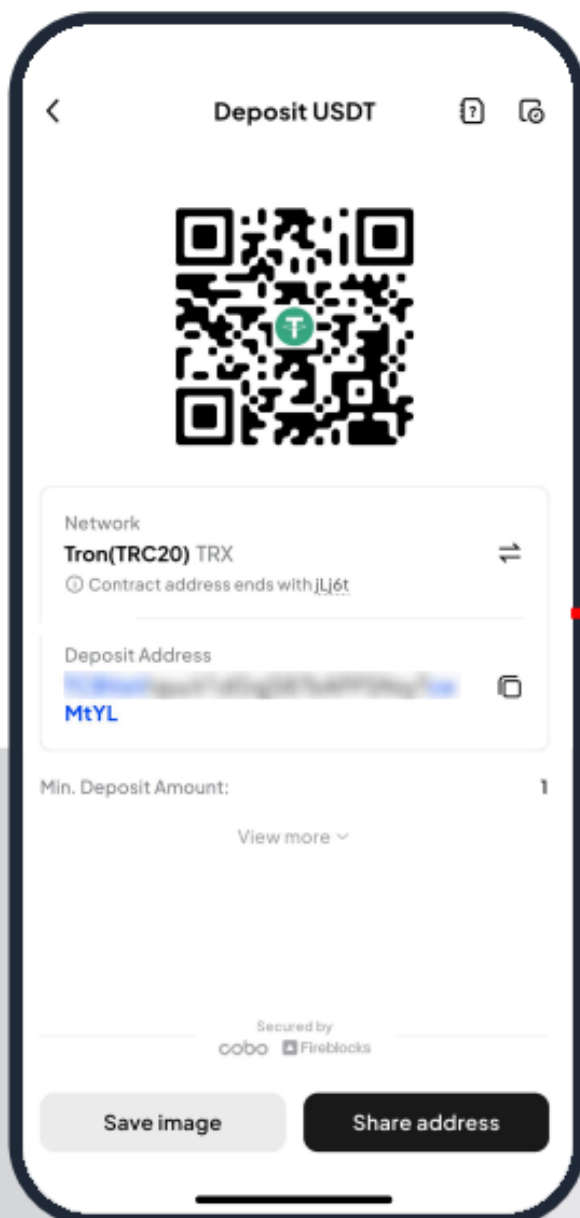 Deposit USDT
Network
Tron(TRC20) TRX
Contract address ends with jLj6t
Deposit Address
MtYL
Min. Deposit Amount: 1
View more
Secured by
cobo Fireblocks
Save image Share address